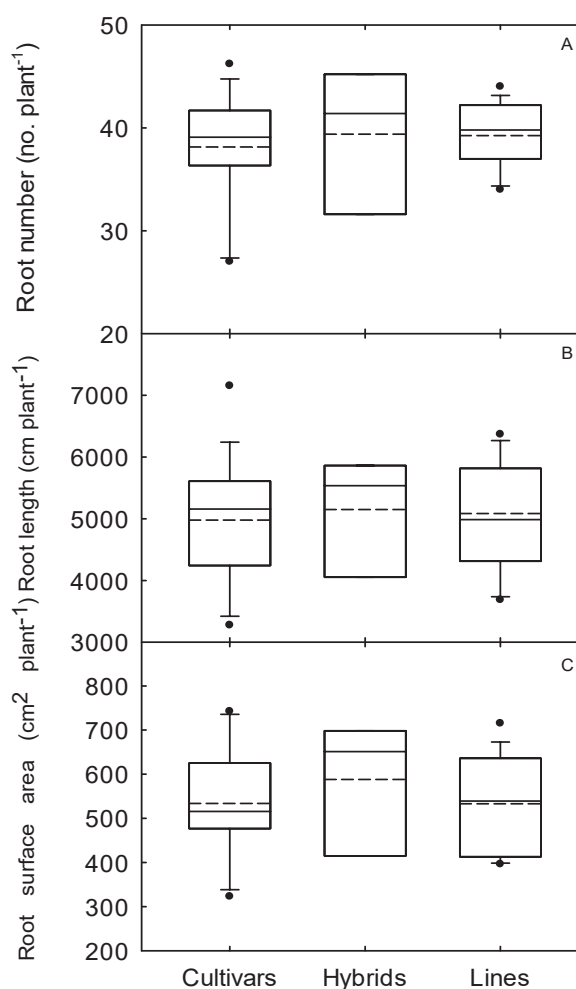 50
A
40
30
20
Root number (no. plant-1)
B
7000
6000
5000
4000
3000
Root length (cm plant-1)
C
800
700
600
500
400
300
200
Root surface area (cm2 plant-1)
Cultivars Hybrids Lines